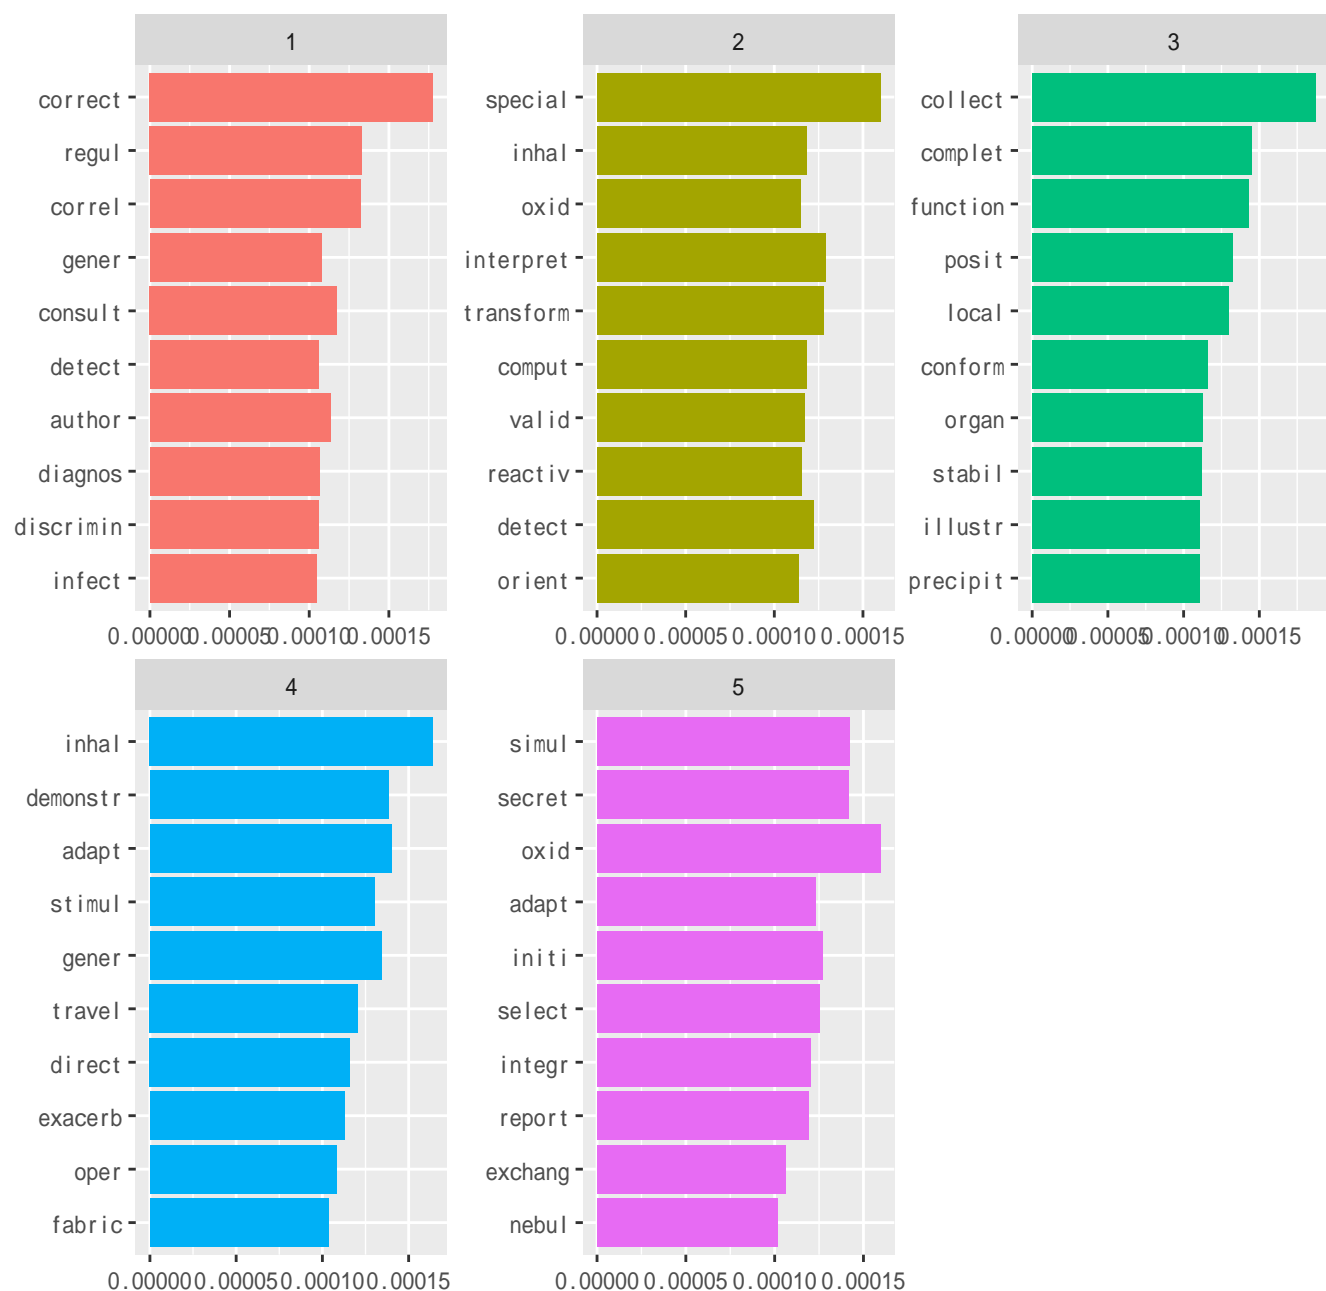 1
correct
regul
correl
gener
consult
detect
author
diagnos
discrimin
infect
0.00000 0.00005 0.00010 0.00015
2
special
inhal
oxid
interpret
transform
comput
valid
reactiv
detect
orient
0.00000 0.00005 0.00010 0.00015
3
collect
complet
function
posit
local
conform
organ
stabil
illustr
precipit
0.00000 0.00005 0.00010 0.00015
4
inhal
demonstr
adapt
stimul
gener
travel
direct
exacerb
oper
fabric
0.00000 0.00005 0.00010 0.00015
5
simul
secret
oxid
adapt
initi
select
integr
report
exchang
nebul
0.00000 0.00005 0.00010 0.00015